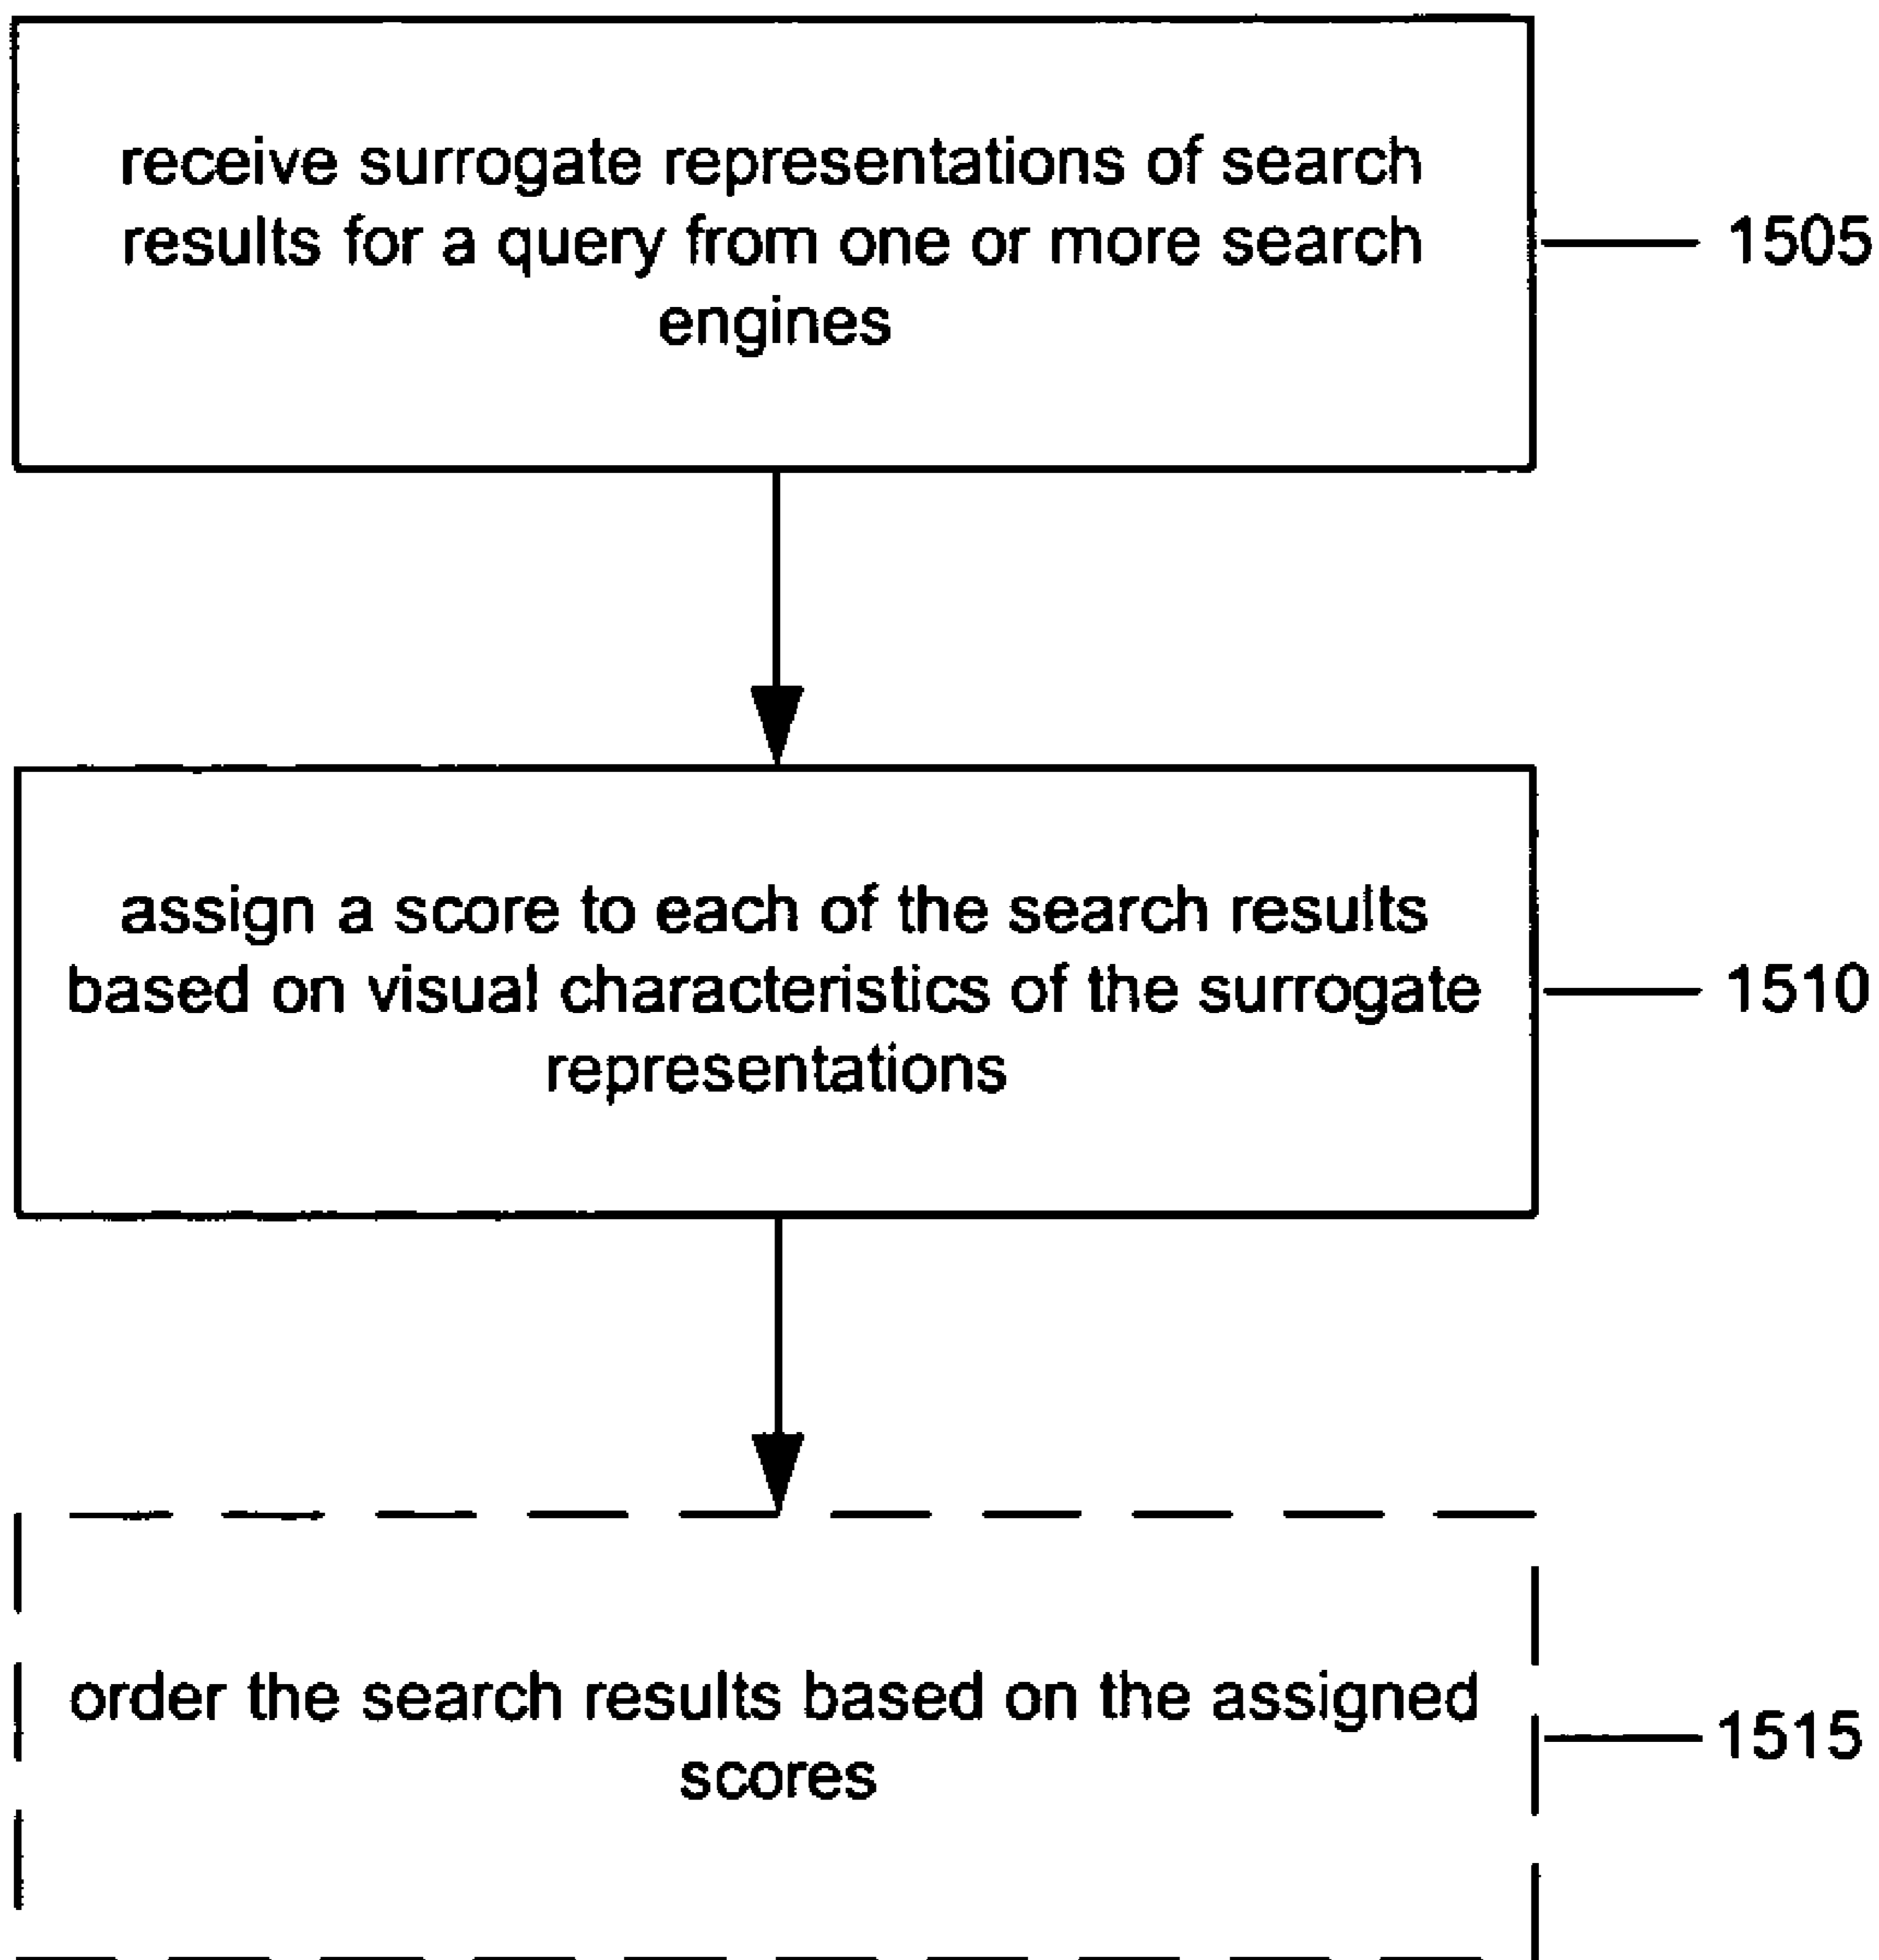 receive surrogate representations of search
results for a query from one or more search
engines
1505
assign a score to each of the search results
based on visual characteristics of the surrogate
representations
1510
order the search results based on the assigned
scores
1515